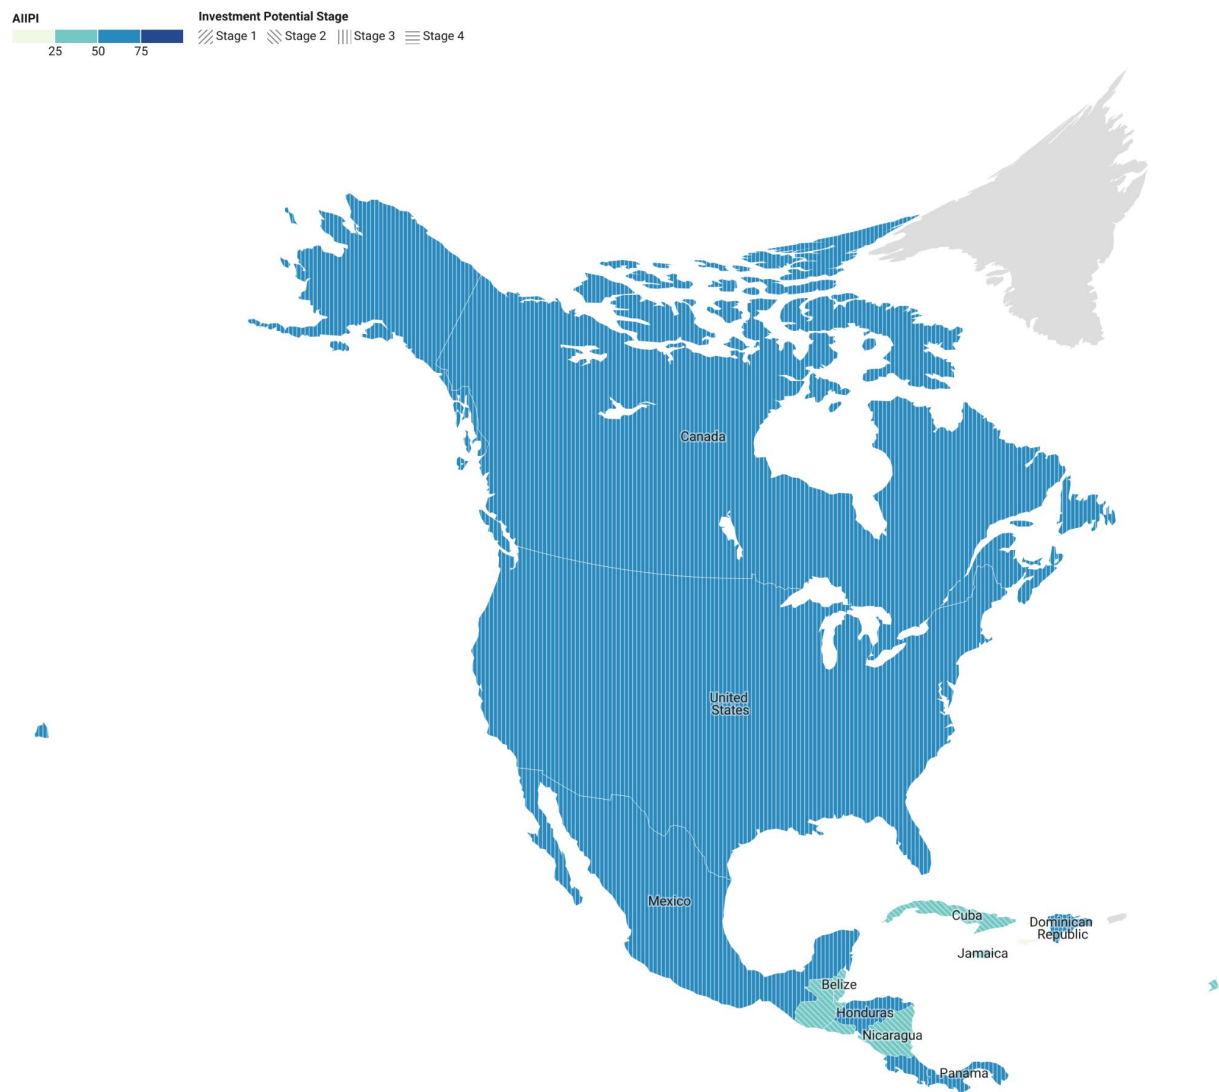 AIIPI
25 50 75
Investment Potential Stage
Stage 1 Stage 2 Stage 3 Stage 4
Canada
United
States
Mexico
Cuba
Dominican
Republic
Jamaica
Belize
Honduras
Nicaragua
Panama